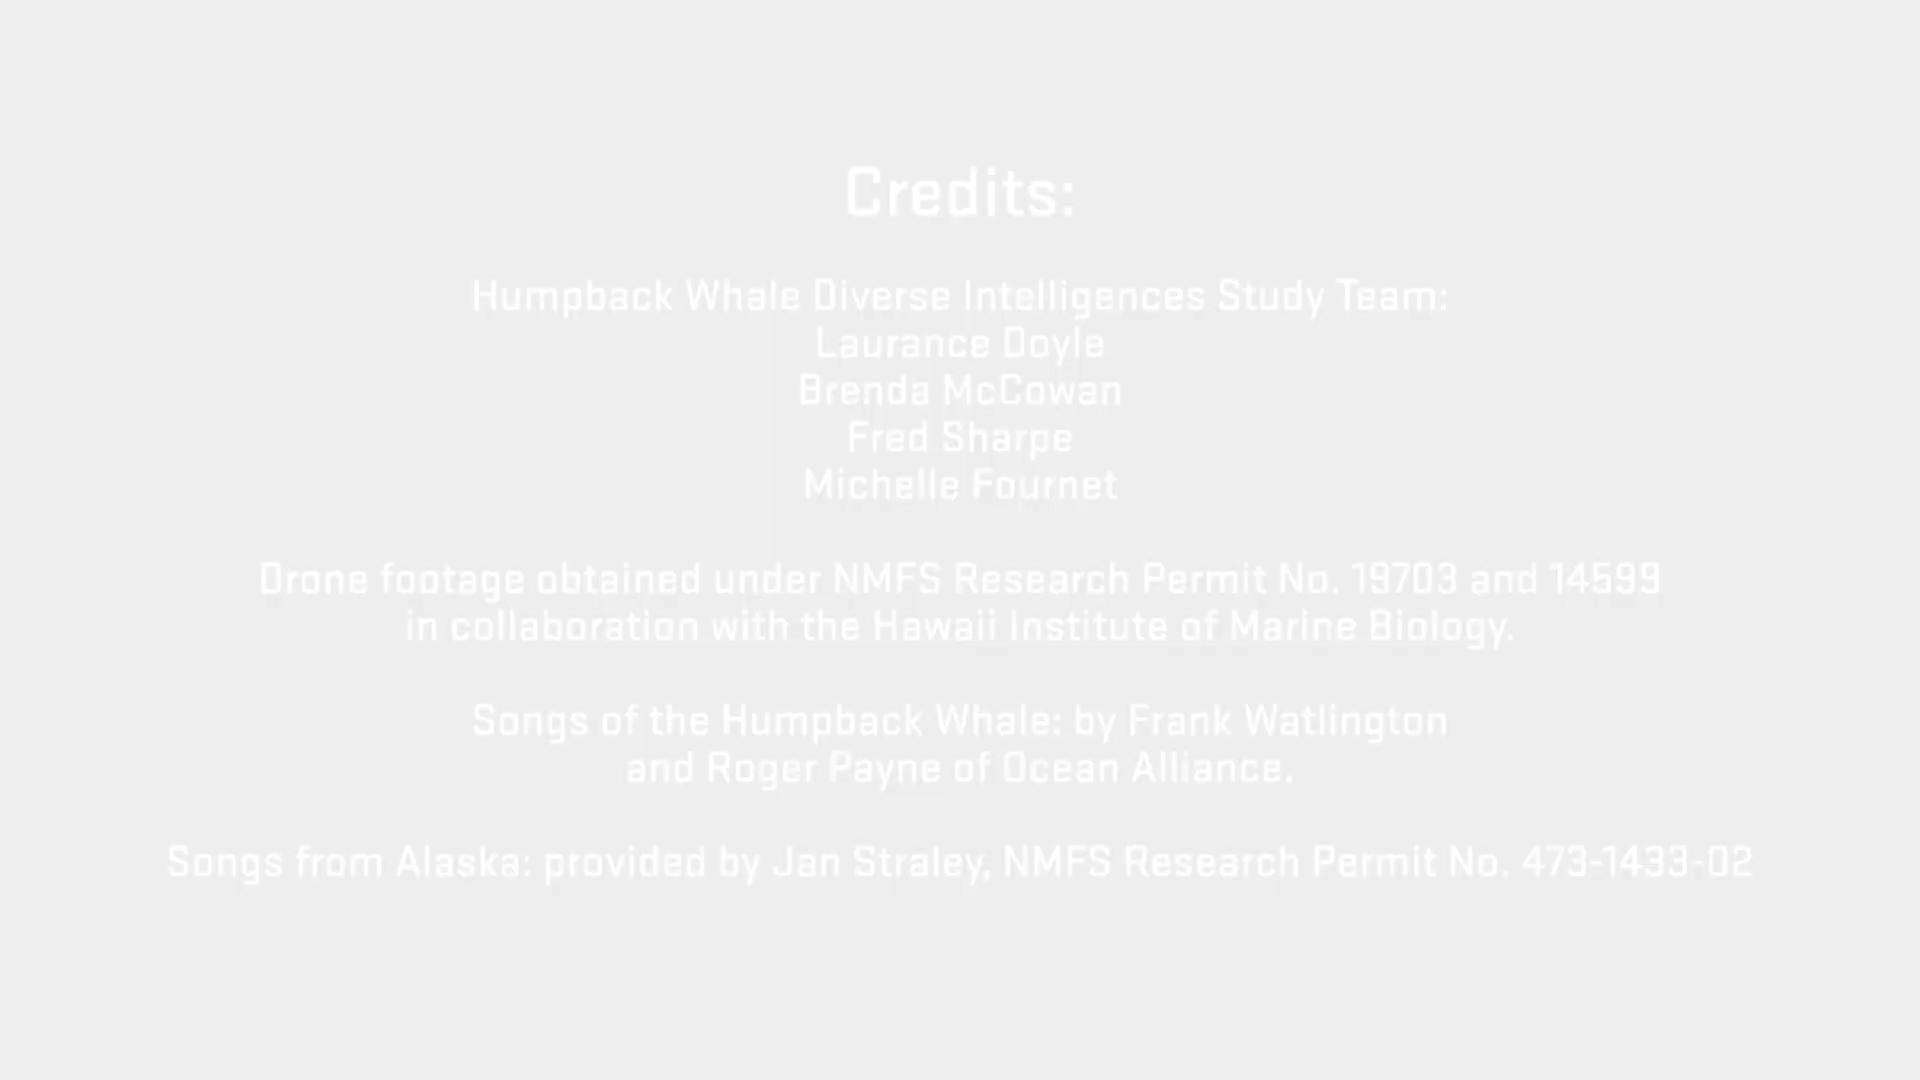 Credits:
Humpback Whale Diverse Intelligences Study Team:
Laurance Doyle
Brenda McCowan
Fred Sharpe
Michelle Fournet
Drone footage obtained under NMFS Research Permit No. 19703 and 14599
in collaboration with the Hawaii Institute of Marine Biology.
Songs of the Humpback Whale: by Frank Watlington
and Roger Payne of Ocean Alliance.
Songs from Alaska: provided by Jan Straley, NMFS Research Permit No. 473-1433-02